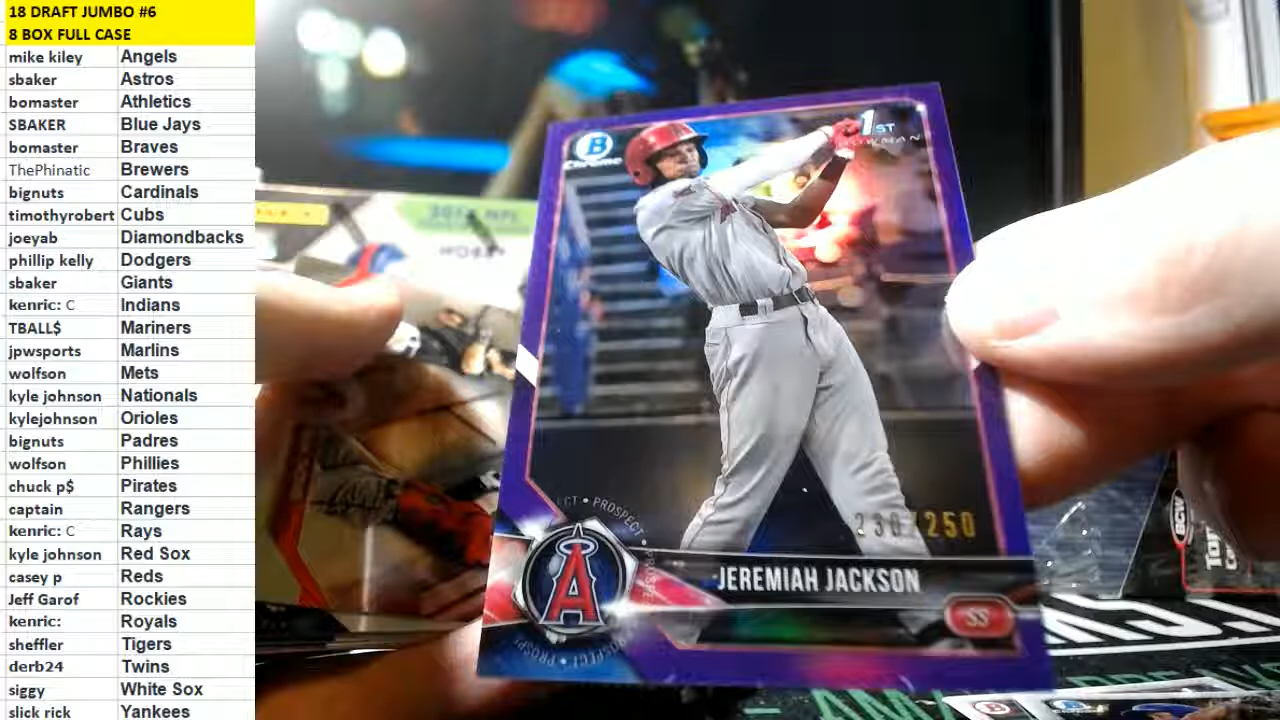 18 DRAFT JUMBO #6
8 BOX FULL CASE
mike kiley Angels
sbaker Astros
bomaster Athletics
SBAKER Blue Jays
bomaster Braves
ThePhinatic Brewers
bignuts Cardinals
timothyrobert Cubs
joeyab Diamondbacks
phillip kelly Dodgers
sbaker Giants
kenric: C Indians
TBALL$ Mariners
jpwsports Marlins
wolfson Mets
kyle johnson Nationals
kylejohnson Orioles
bignuts Padres
wolfson Phillies
chuck p$ Pirates
captain Rangers
kenric: C Rays
kyle johnson Red Sox
casey p Reds
Jeff Garof Rockies
kenric: Royals
sheffler Tigers
derb24 Twins
siggy White Sox
slick rick Yankees
1ST
BOWMAN
B
Chrome
PROSPECT
230/250
A
JEREMIAH JACKSON
SS
BCW